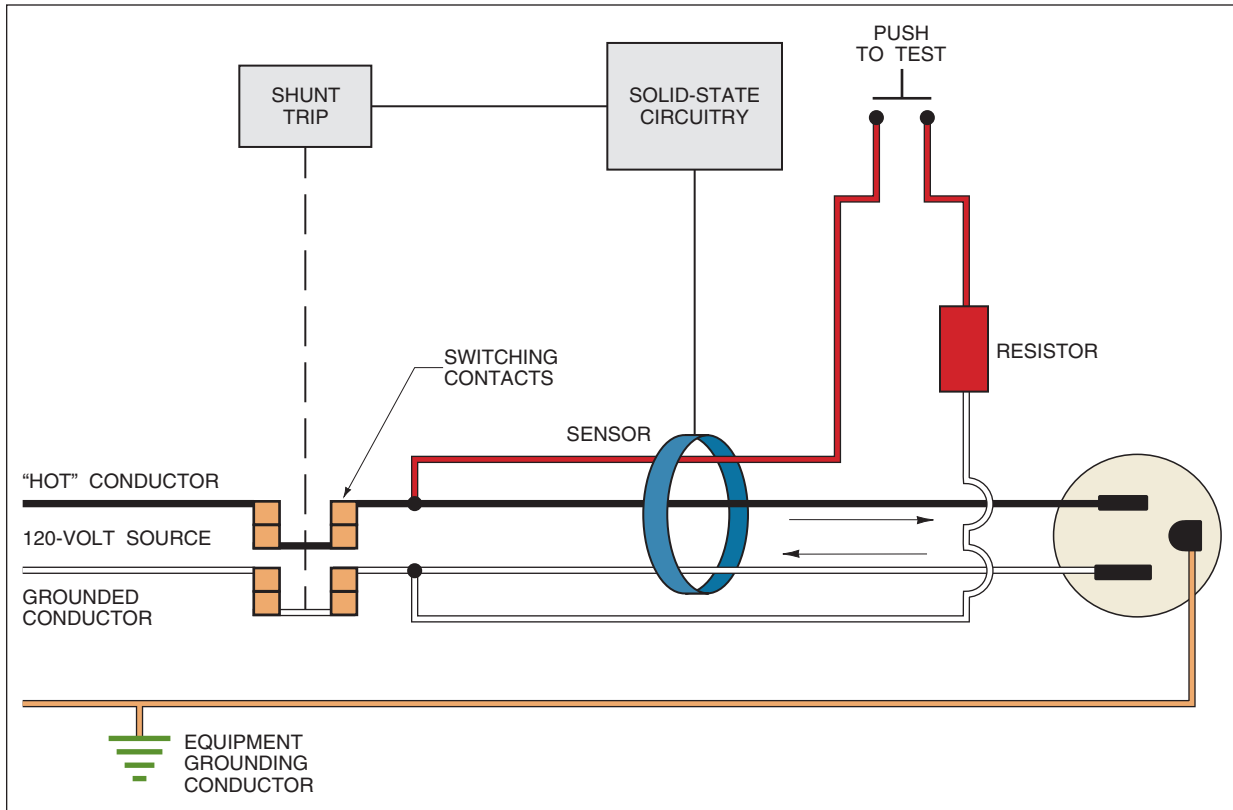 PUSH
TO TEST
SHUNT
TRIP
SOLID-STATE
CIRCUITRY
RESISTOR
SWITCHING
CONTACTS
SENSOR
“HOT” CONDUCTOR
120-VOLT SOURCE
GROUNDED
CONDUCTOR
EQUIPMENT
GROUNDING
CONDUCTOR